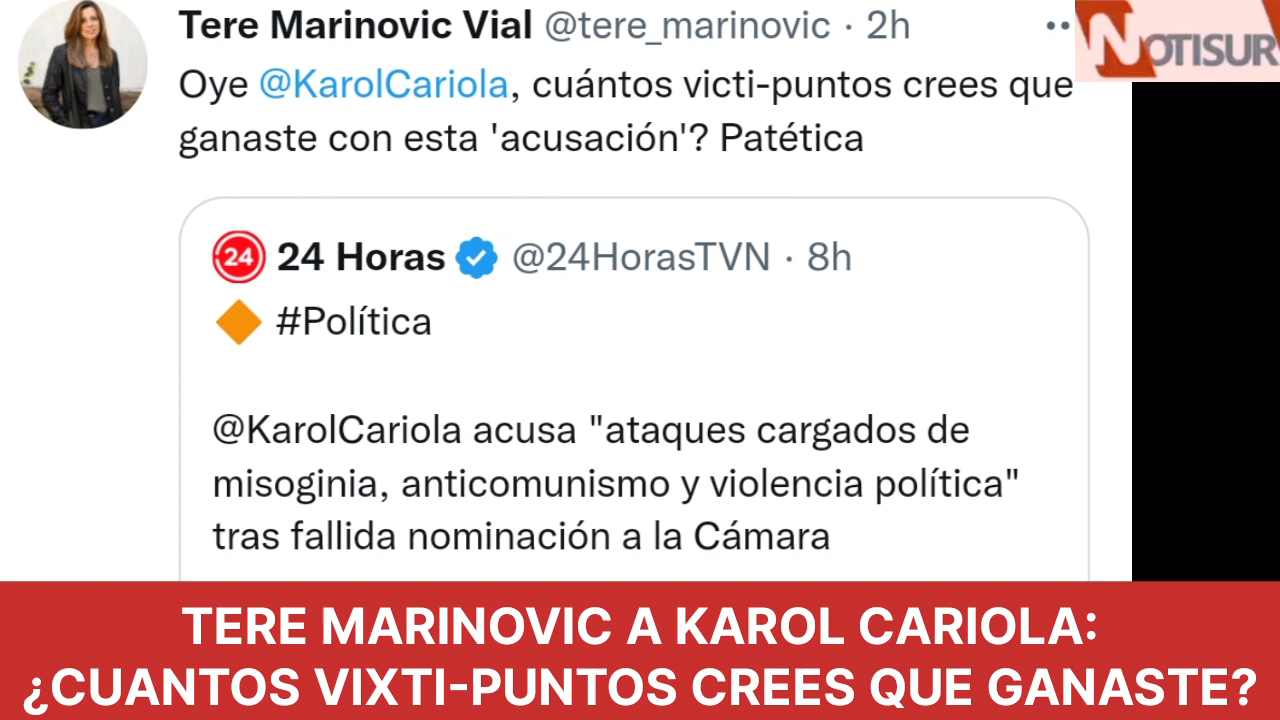 Tere Marinovic Vial @tere_marinovic · 2h
NOTISUR
Oye @KarolCariola, cuántos victi-puntos crees que
ganaste con esta 'acusación'? Patética
24 24 Horas @24HorasTVN · 8h
#Política
@KarolCariola acusa "ataques cargados de
misoginia, anticomunismo y violencia política"
tras fallida nominación a la Cámara
TERE MARINOVIC A KAROL CARIOLA:
¿CUANTOS VIXTI-PUNTOS CREES QUE GANASTE?